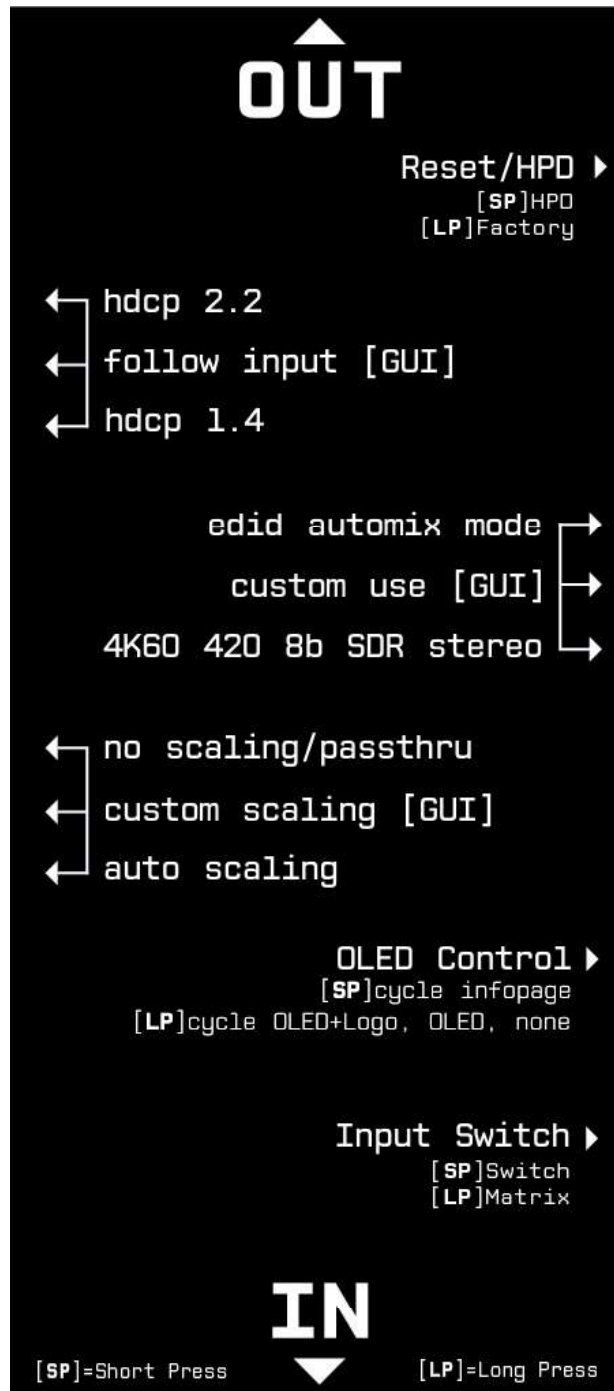 OUT
Reset/HPD
[SP]HPD
[LP]Factory
hdcp 2.2
follow input [GUI]
hdcp 1.4
edid automix mode
custom use [GUI]
4K60 420 8b SDR stereo
no scaling/passthru
custom scaling [GUI]
auto scaling
OLED Control
[SP]cycle infopage
[LP]cycle OLED+Logo, OLED, none
Input Switch
[SP]Switch
[LP]Matrix
IN
[SP]=Short Press [LP]=Long Press